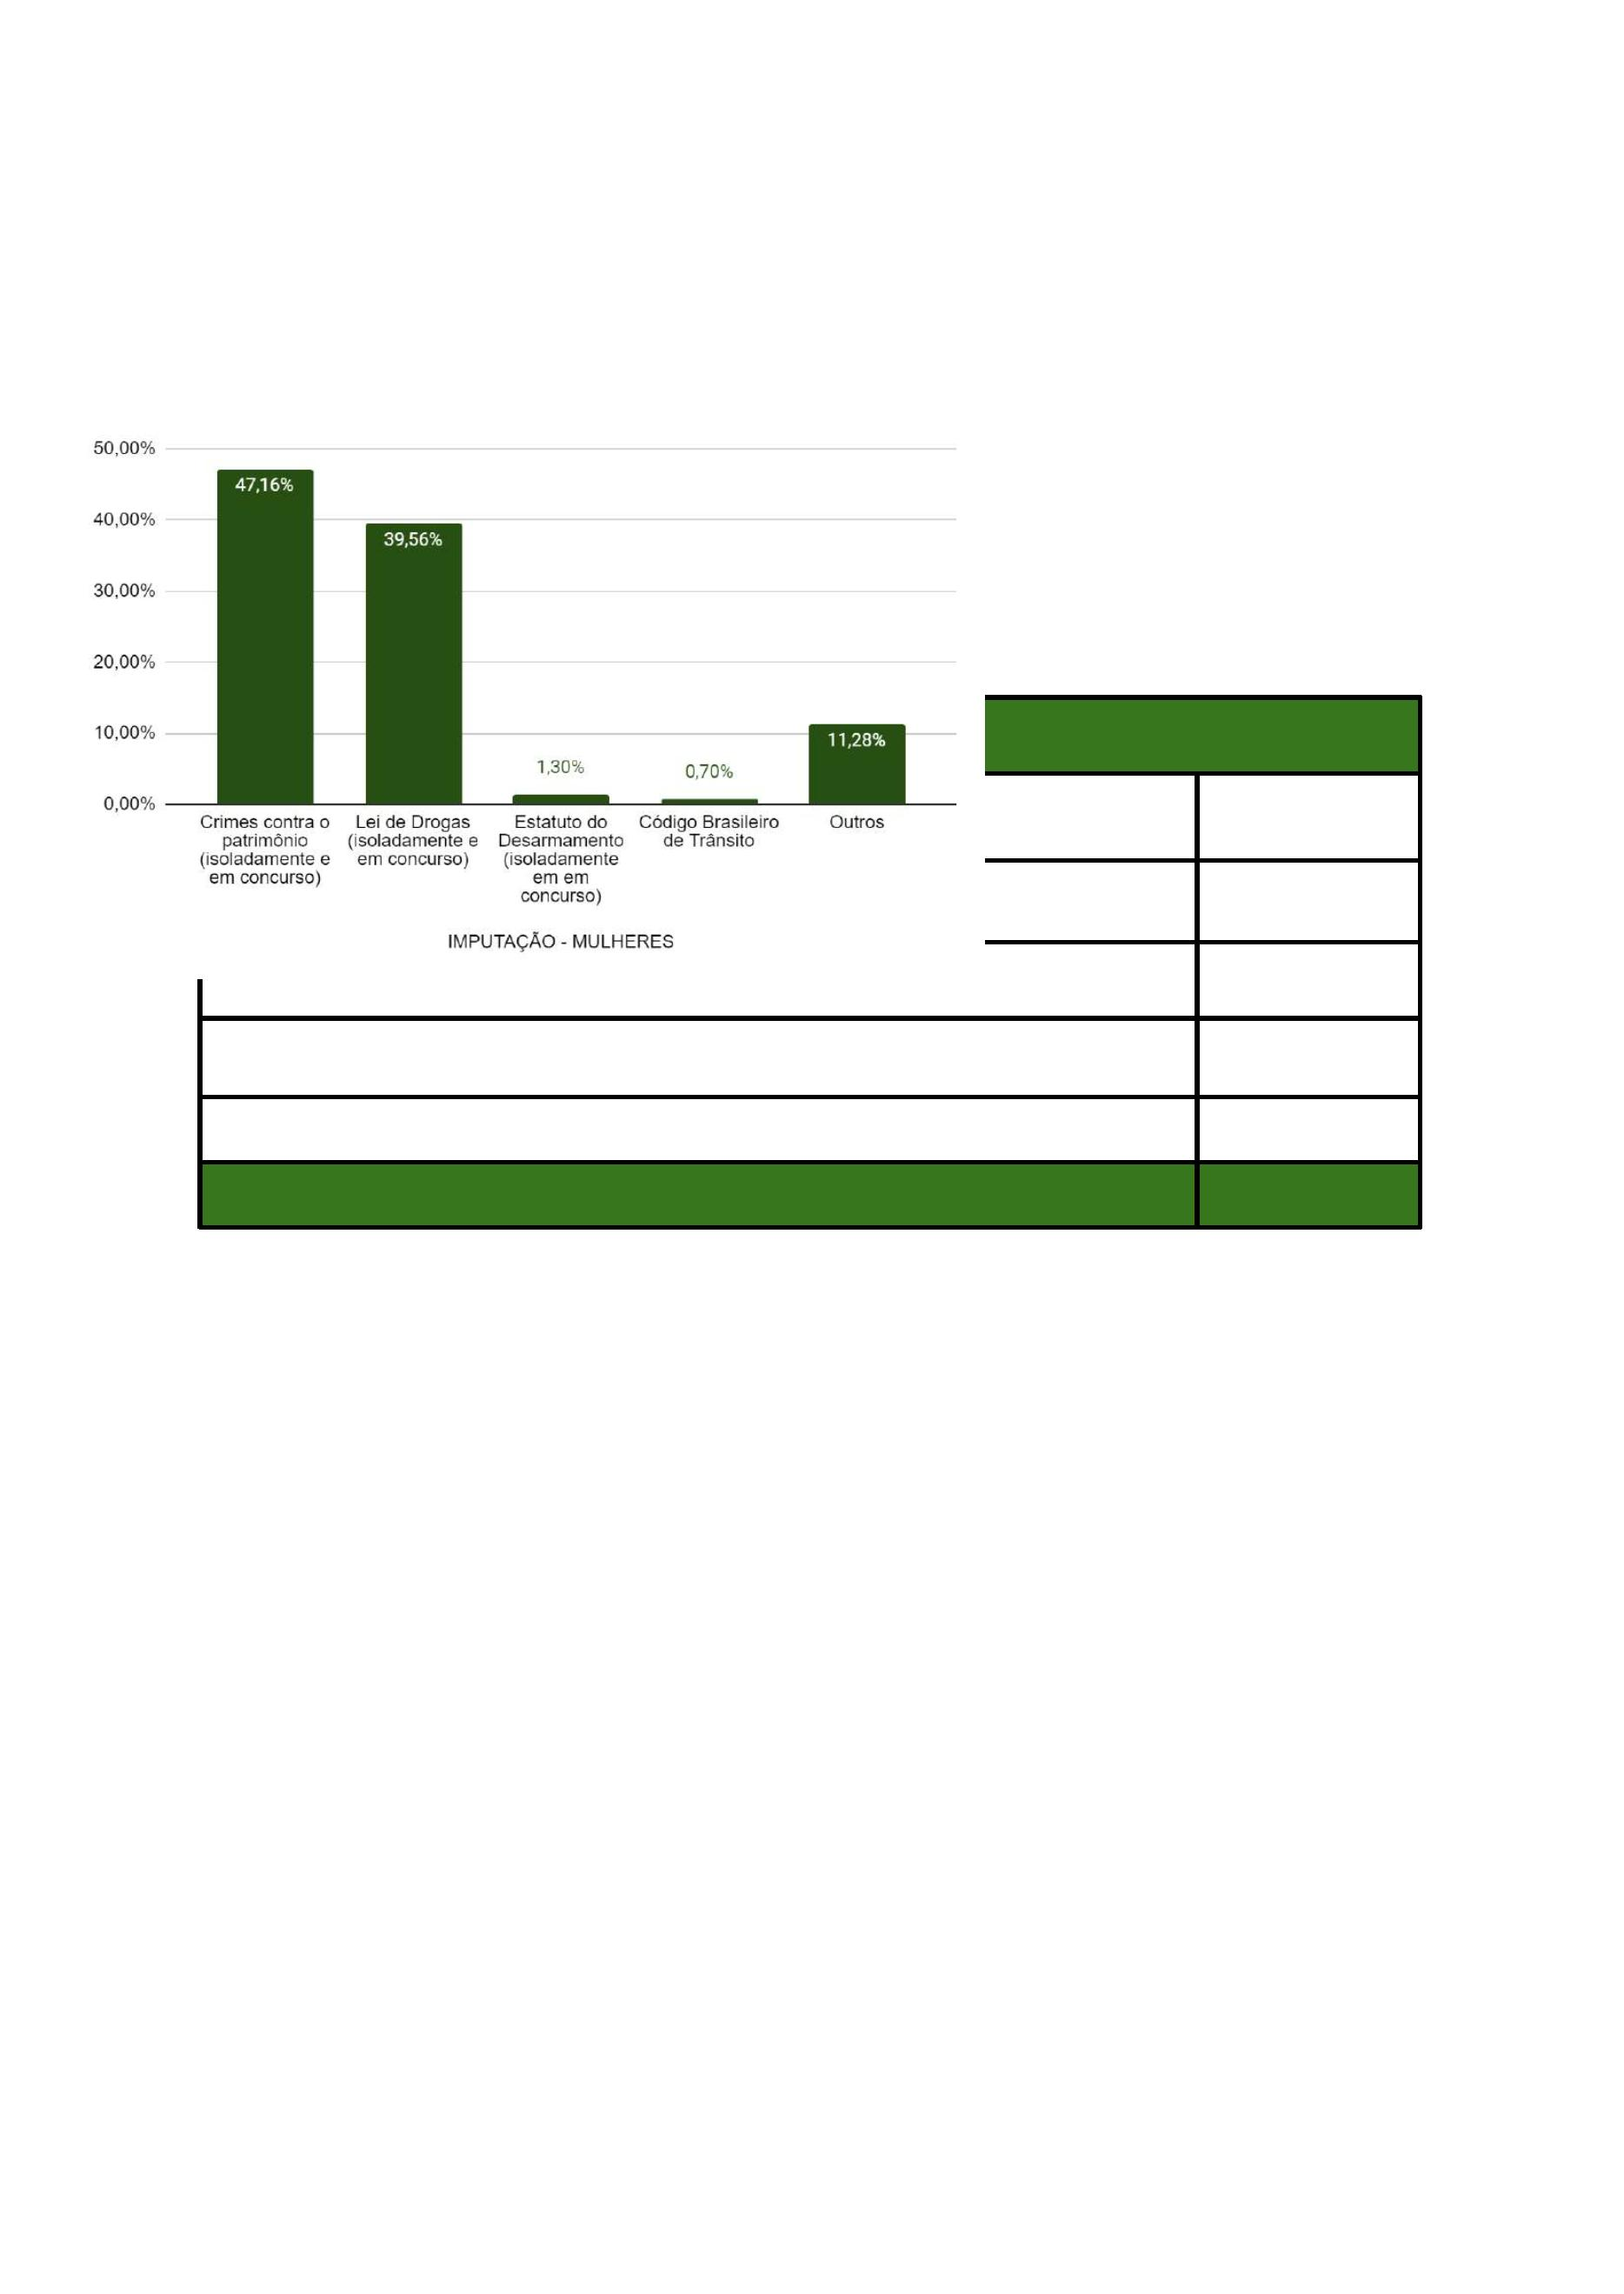 50,00%
40,00%
30,00%
20,00%
10,00%
0,00%
47,16%
39,56%
1,30%
0,70%
11,28%
Crimes contra o
patrimônio
(isoladamente e
em concurso)
Lei de Drogas
(isoladamente e
em concurso)
Estatuto do
Desarmamento
(isoladamente
em em
concurso)
Código Brasileiro
de Trânsito
Outros
IMPUTAÇÃO - MULHERES